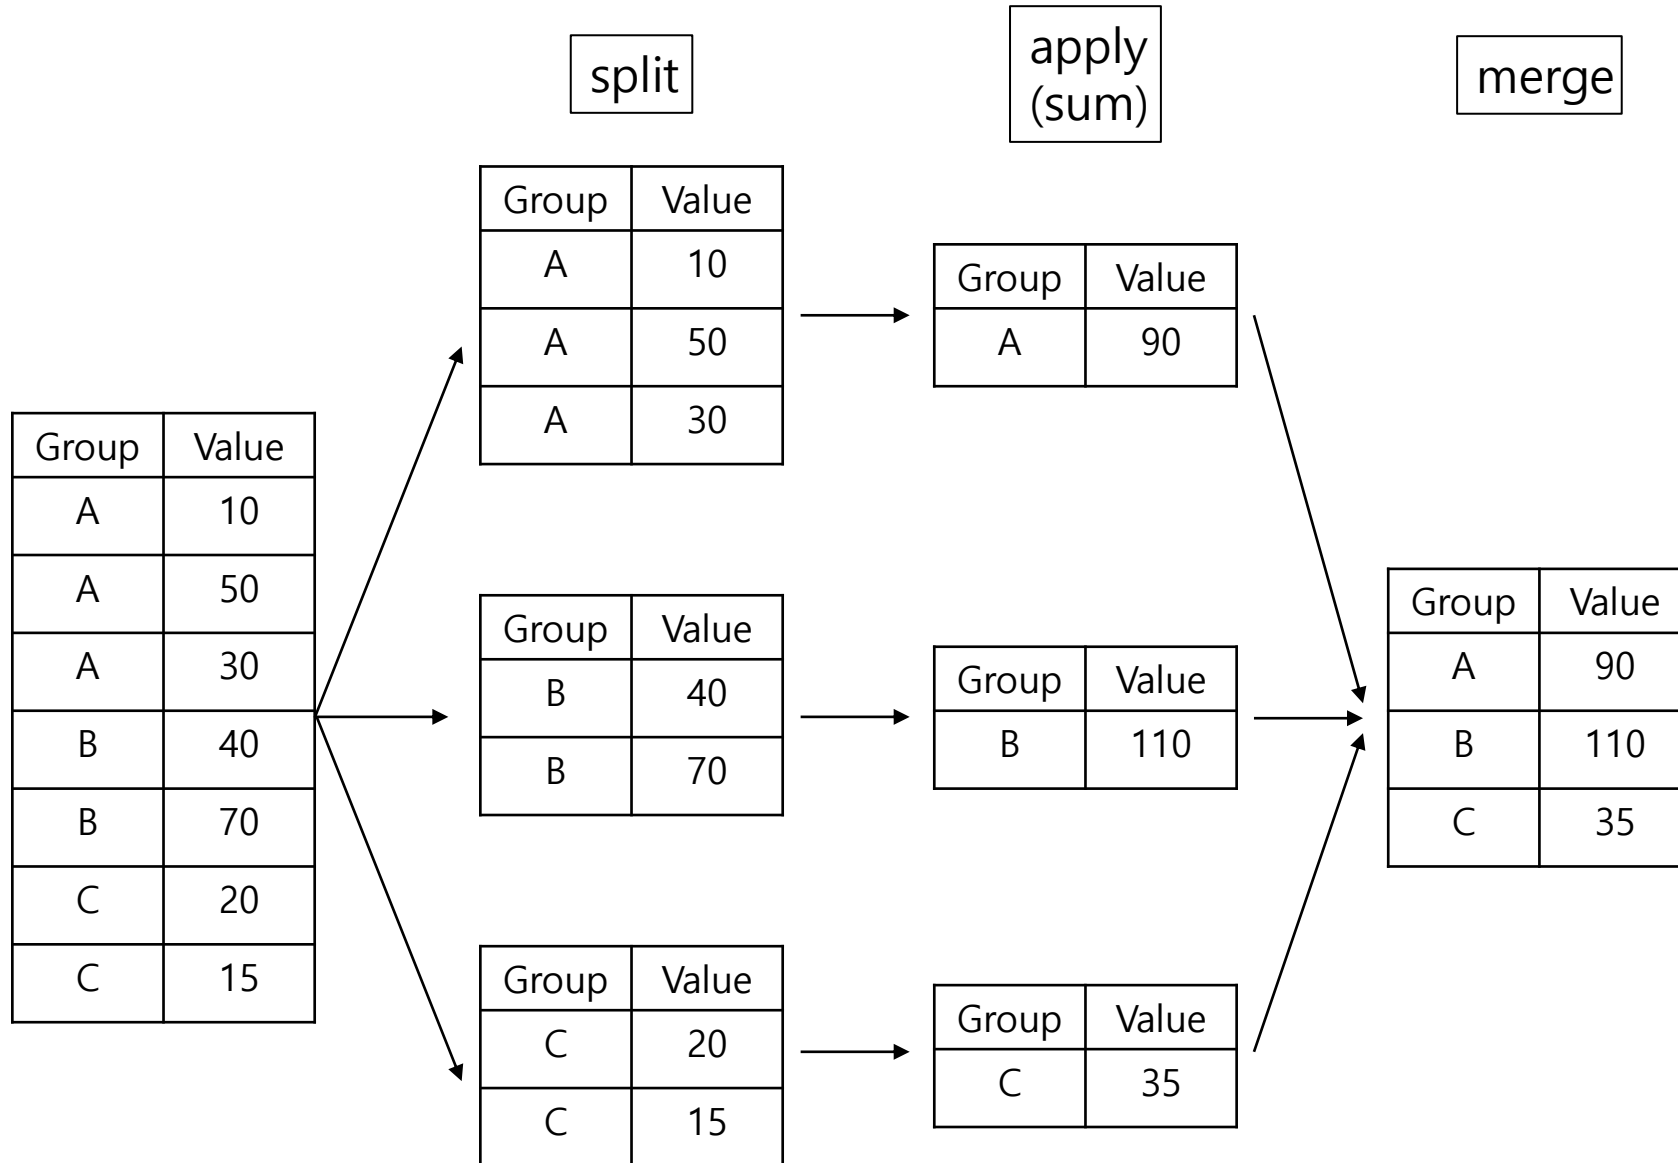 split
apply
(sum)
merge
Group Value
A 10
A 50
A 30
B 40
B 70
C 20
C 15
Group Value
A 10
A 50
A 30
Group Value
B 40
B 70
Group Value
C 20
C 15
Group Value
A 90
Group Value
B 110
Group Value
C 35
Group Value
A 90
B 110
C 35